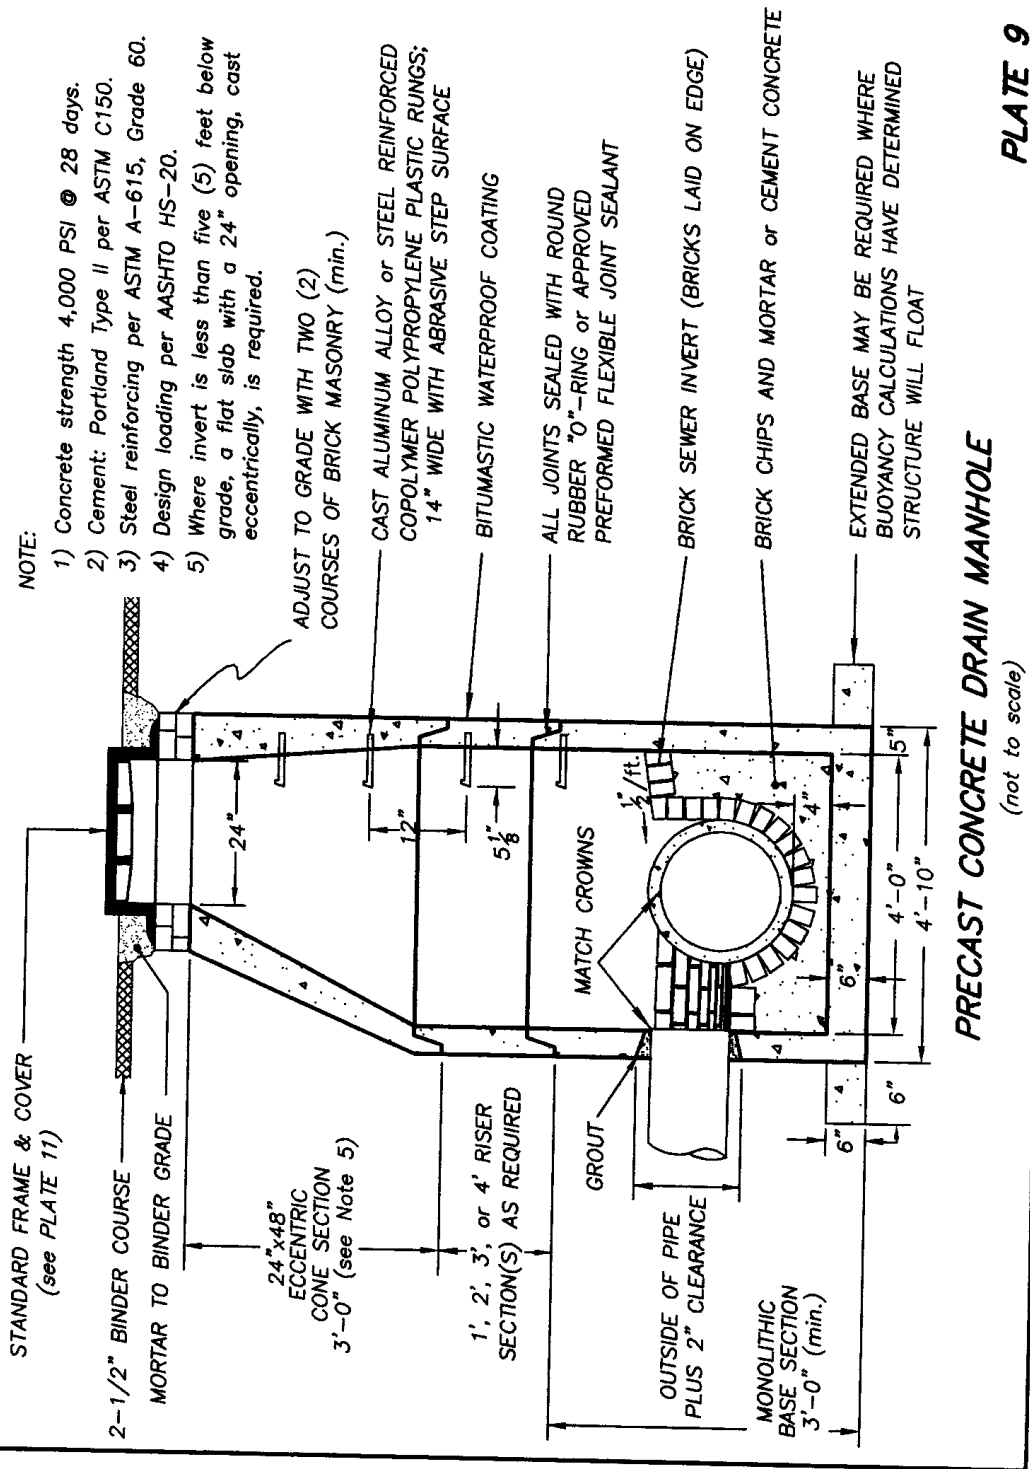 NOTE:
1) Concrete strength 4,000 PSI @ 28 days.
2) Cement: Portland Type II per ASTM C150.
3) Steel reinforcing per ASTM A-615, Grade 60.
4) Design loading per AASHTO HS-20.
5) Where invert is less than five (5) feet below
grade, a flat slab with a 24" opening, cast
eccentrically, is required.
STANDARD FRAME & COVER
(see PLATE 11)
2-1/2" BINDER COURSE
MORTAR TO BINDER GRADE
24"x48"
ECCENTRIC
CONE SECTION
3'-0" (see Note 5)
1', 2', 3', or 4' RISER
SECTION(S) AS REQUIRED
GROUT
OUTSIDE OF PIPE
PLUS 2" CLEARANCE
MONOLITHIC
BASE SECTION
3'-0" (min.)
24"
12"
5 1/8"
MATCH CROWNS
1/2"/ft.
4"
6"
5"
4'-0"
4'-10"
6"
6"
ADJUST TO GRADE WITH TWO (2)
COURSES OF BRICK MASONRY (min.)
CAST ALUMINUM ALLOY or STEEL REINFORCED
COPOLYMER POLYPROPYLENE PLASTIC RUNGS;
14" WIDE WITH ABRASIVE STEP SURFACE
BITUMASTIC WATERPROOF COATING
ALL JOINTS SEALED WITH ROUND
RUBBER "O"-RING or APPROVED
PREFORMED FLEXIBLE JOINT SEALANT
BRICK SEWER INVERT (BRICKS LAID ON EDGE)
BRICK CHIPS AND MORTAR or CEMENT CONCRETE
EXTENDED BASE MAY BE REQUIRED WHERE
BUOYANCY CALCULATIONS HAVE DETERMINED
STRUCTURE WILL FLOAT
PRECAST CONCRETE DRAIN MANHOLE
(not to scale)
PLATE 9